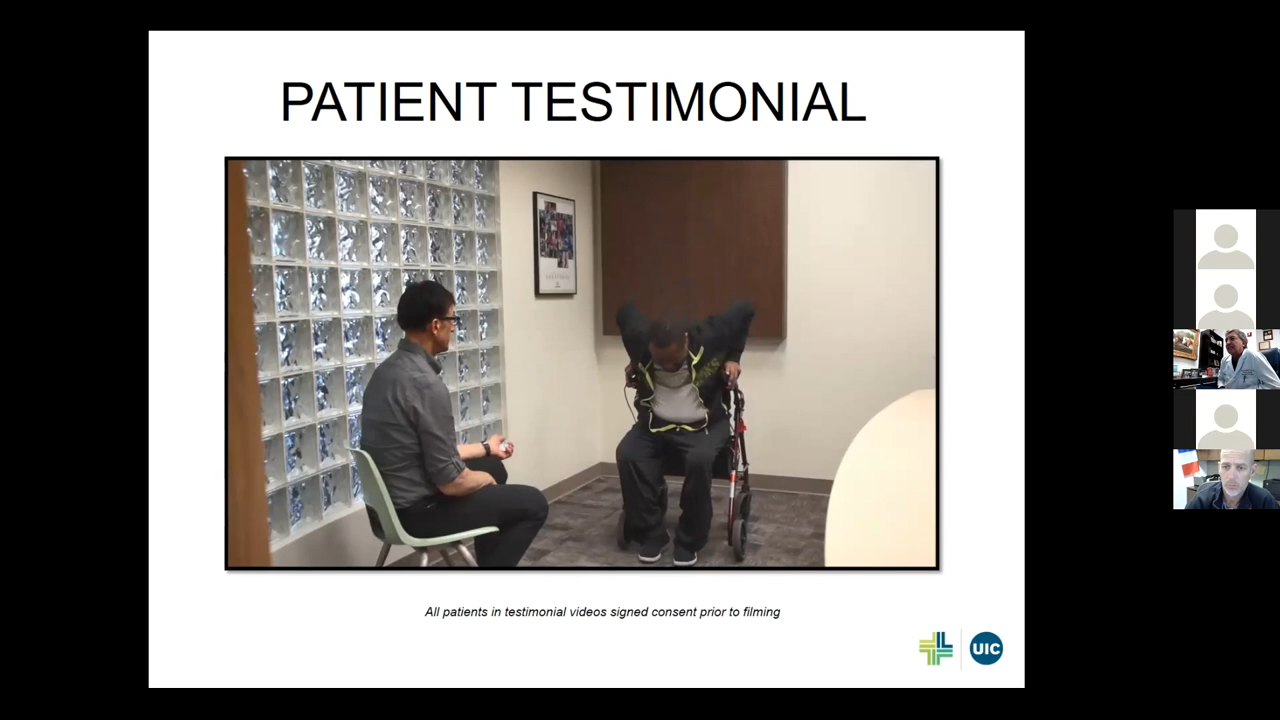 PATIENT TESTIMONIAL
All patients in testimonial videos signed consent prior to filming
UIC